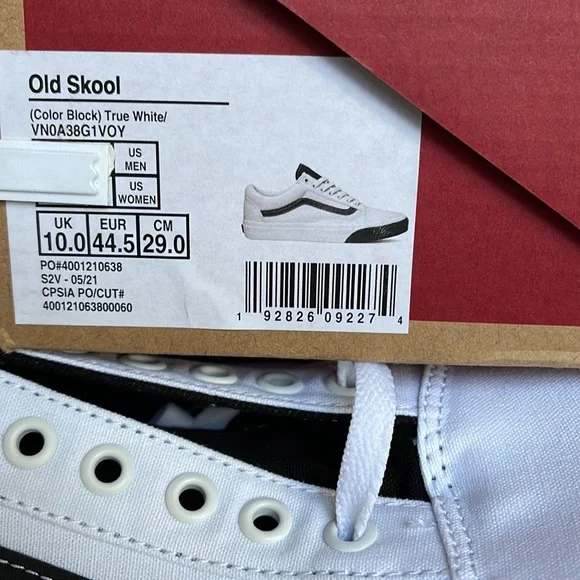 Old Skool
(Color Block) True White/
VN0A38G1VOY
US MEN
US WOMEN
UK EUR CM
10.0 44.5 29.0
PO#4001210638
S2V - 05/21
CPSIA PO/CUT#
400121063800060
1 92826 09227 4